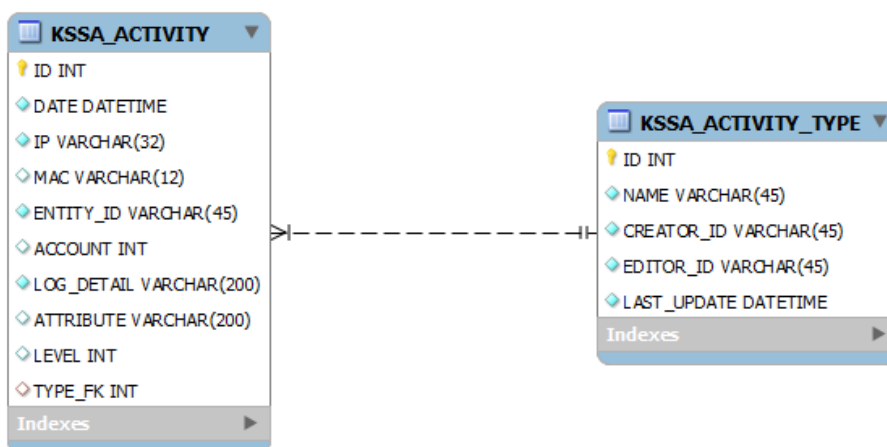 KSSA_ACTIVITY
ID INT
DATE DATETIME
IP VARCHAR(32)
MAC VARCHAR(12)
ENTITY_ID VARCHAR(45)
ACCOUNT INT
LOG_DETAIL VARCHAR(200)
ATTRIBUTE VARCHAR(200)
LEVEL INT
TYPE_FK INT
Indexes
KSSA_ACTIVITY_TYPE
ID INT
NAME VARCHAR(45)
CREATOR_ID VARCHAR(45)
EDITOR_ID VARCHAR(45)
LAST_UPDATE DATETIME
Indexes